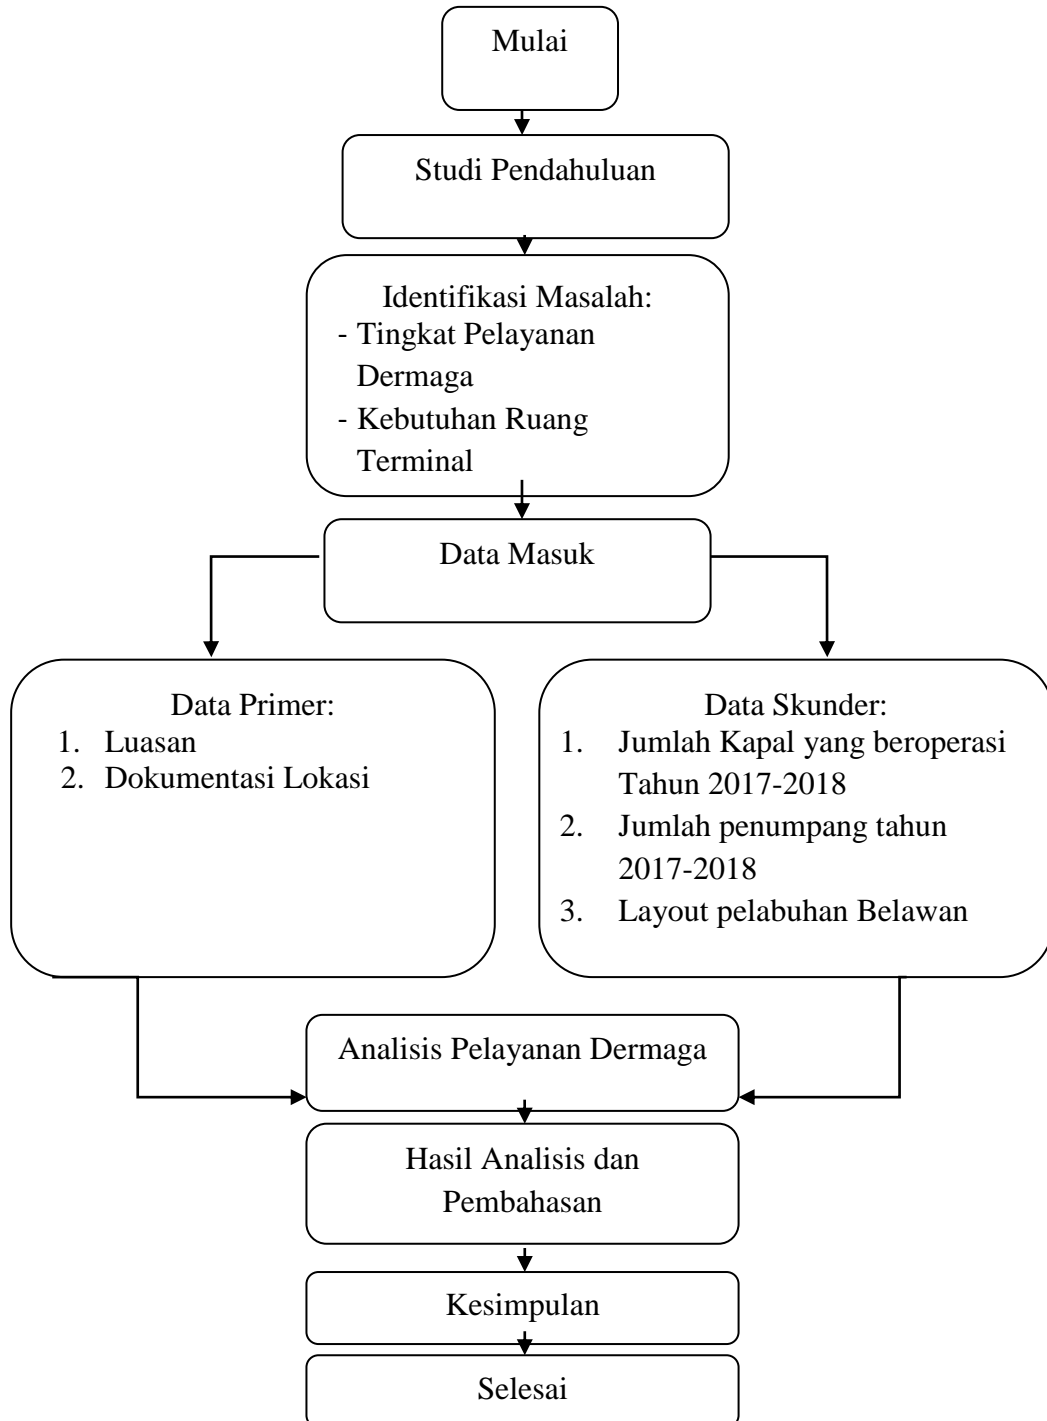 Mulai
Studi Pendahuluan
Identifikasi Masalah:
- Tingkat Pelayanan
Dermaga
- Kebutuhan Ruang
Terminal
Data Masuk
Data Primer:
1. Luasan
2. Dokumentasi Lokasi
Data Skunder:
1. Jumlah Kapal yang beroperasi
Tahun 2017-2018
2. Jumlah penumpang tahun
2017-2018
3. Layout pelabuhan Belawan
Analisis Pelayanan Dermaga
Hasil Analisis dan
Pembahasan
Kesimpulan
Selesai